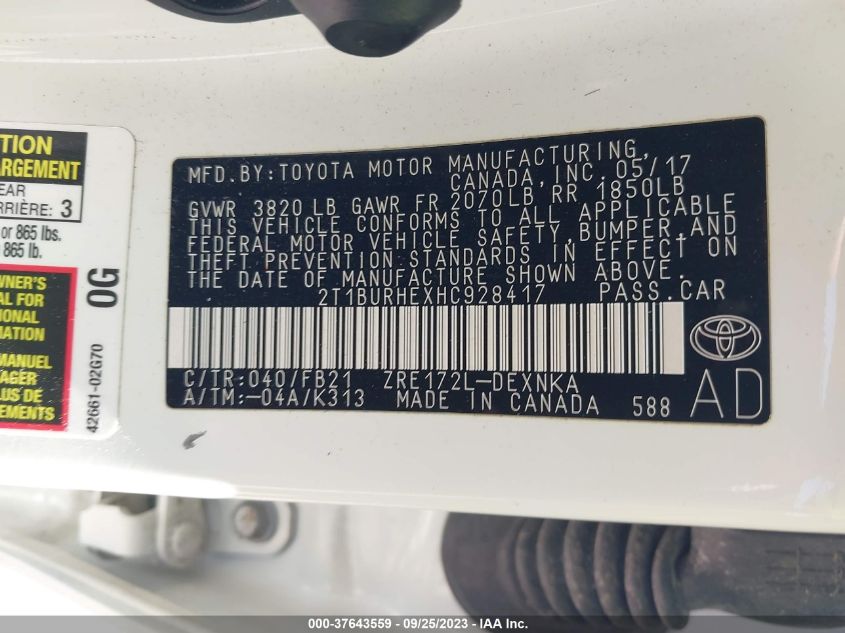 TION
ARGEMENT
EAR
ARRIÈRE: 3
or 865 lbs.
865 lb.
WNER'S
AL FOR
IONAL
MATION
MANUEL
AGER
LUS DE
42661-02G70
0G
MFD.BY:TOYOTA MOTOR MANUFACTURING,
CANADA, INC. 05/17
GVWR 3820 LB GAWR FR 2070LB, RR 1850LB
THIS VEHICLE CONFORMS TO ALL APPLICABLE
FEDERAL MOTOR VEHICLE SAFETY,BUMPER,AND
THEFT PREVENTION STANDARDS IN EFFECT ON
THE DATE OF MANUFACTURE SHOWN ABOVE.
2T1BURHEXHC928417 PASS.CAR
C/TR:040/FB21 ZRE172L-DEXNKA
A/TM:-04A/K313 MADE IN CANADA 588
AD
000-37643559 - 09/25/2023 - IAA Inc.